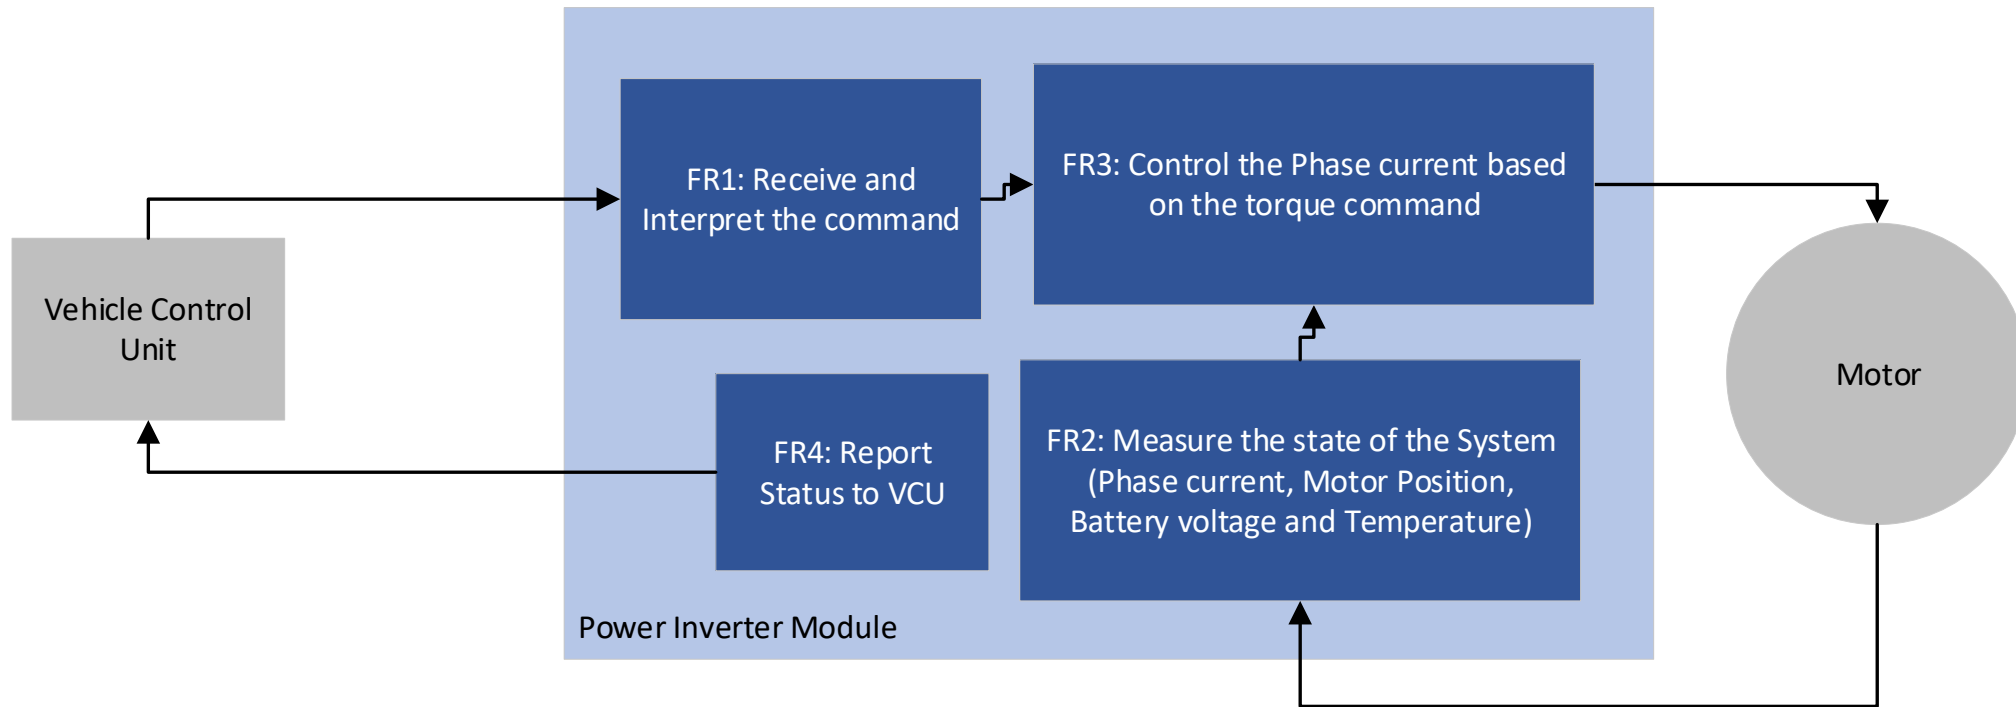 Vehicle Control
Unit
FR1: Receive and
Interpret the command
FR3: Control the Phase current based
on the torque command
FR4: Report
Status to VCU
FR2: Measure the state of the System
(Phase current, Motor Position,
Battery voltage and Temperature)
Motor
Power Inverter Module